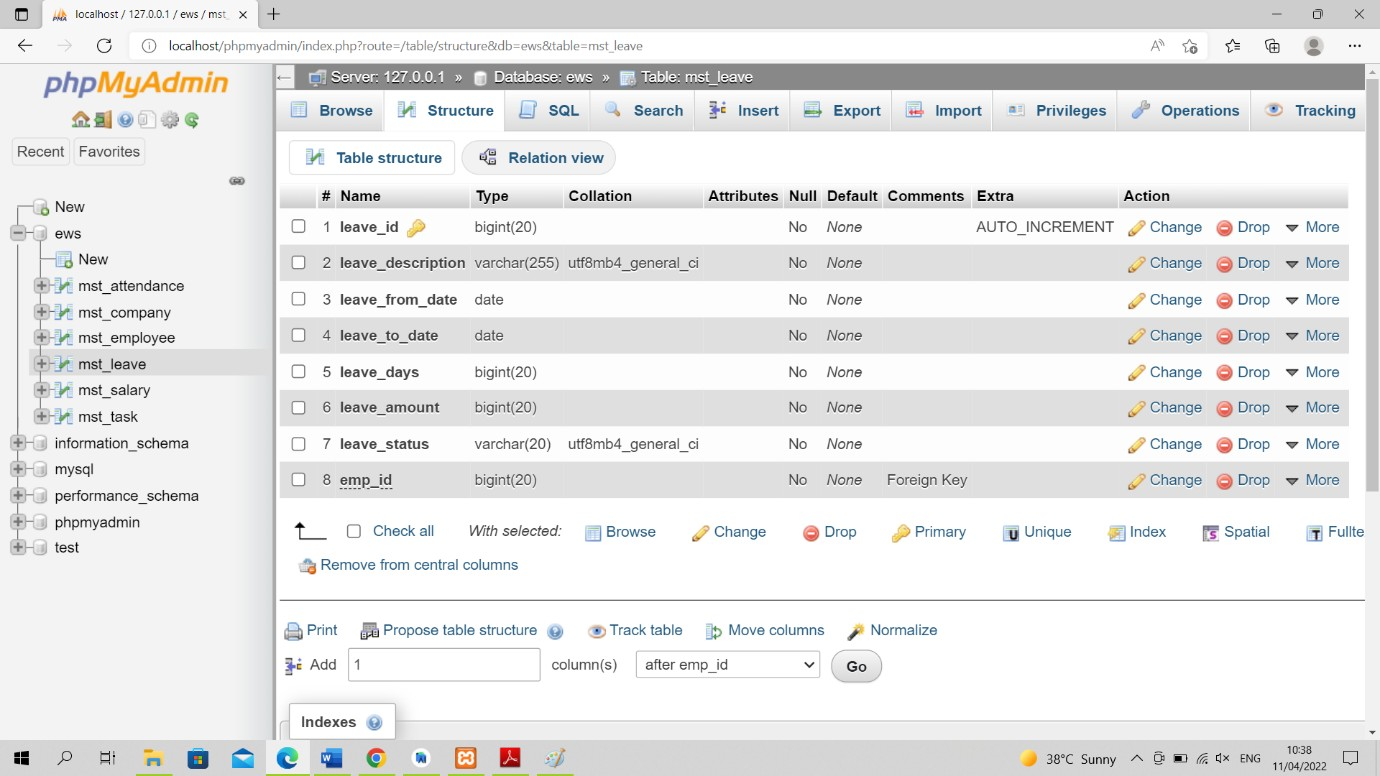 localhost / 127.0.0.1 / ews / mst_
localhost/phpmyadmin/index.php?route=/table/structure&db=ews&table=mst_leave
phpMyAdmin
Recent Favorites
New
ews
New
mst_attendance
mst_company
mst_employee
mst_leave
mst_salary
mst_task
information_schema
mysql
performance_schema
phpmyadmin
test
Server: 127.0.0.1 » Database: ews » Table: mst_leave
Browse Structure SQL Search Insert Export Import Privileges Operations Tracking
Table structure Relation view
# Name Type Collation Attributes Null Default Comments Extra Action
1 leave_id bigint(20) No None AUTO_INCREMENT Change Drop More
2 leave_description varchar(255) utf8mb4_general_ci No None Change Drop More
3 leave_from_date date No None Change Drop More
4 leave_to_date date No None Change Drop More
5 leave_days bigint(20) No None Change Drop More
6 leave_amount bigint(20) No None Change Drop More
7 leave_status varchar(20) utf8mb4_general_ci No None Change Drop More
8 emp_id bigint(20) No None Foreign Key Change Drop More
Check all With selected: Browse Change Drop Primary Unique Index Spatial Fullte
Remove from central columns
Print Propose table structure Track table Move columns Normalize
Add 1 column(s) after emp_id Go
Indexes
38°C Sunny ENG 10:38
11/04/2022